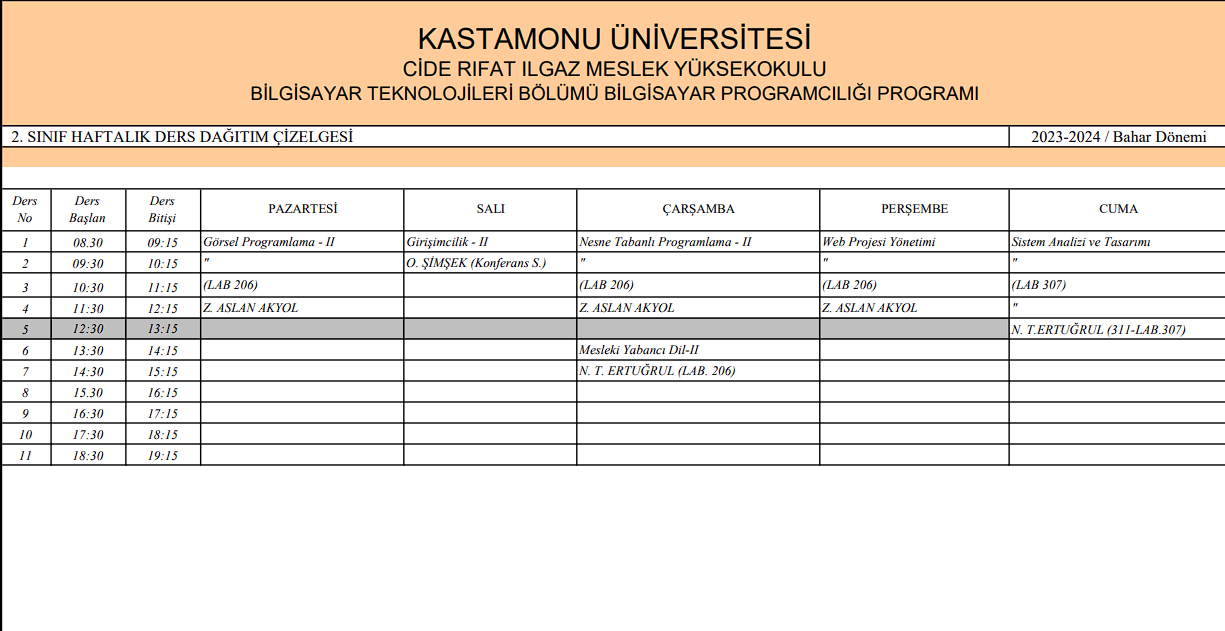 KASTAMONU ÜNİVERSİTESİ
CİDE RIFAT ILGAZ MESLEK YÜKSEKOKULU
BİLGİSAYAR TEKNOLOJİLERİ BÖLÜMÜ BİLGİSAYAR PROGRAMCILIĞI PROGRAMI
2. SINIF HAFTALIK DERS DAĞITIM ÇİZELGESİ 2023-2024 / Bahar Dönemi
Ders No Ders Başlan Ders Bitişi PAZARTESİ SALI ÇARŞAMBA PERŞEMBE CUMA
1 08.30 09:15 Görsel Programlama - II Girişimcilik - II Nesne Tabanlı Programlama - II Web Projesi Yönetimi Sistem Analizi ve Tasarımı
2 09:30 10:15 " O. ŞİMŞEK (Konferans S.) " " "
3 10:30 11:15 (LAB 206) (LAB 206) (LAB 206) (LAB 307)
4 11:30 12:15 Z. ASLAN AKYOL Z. ASLAN AKYOL Z. ASLAN AKYOL "
5 12:30 13:15 N. T.ERTUĞRUL (311-LAB.307)
6 13:30 14:15 Mesleki Yabancı Dil-II
7 14:30 15:15 N. T. ERTUĞRUL (LAB. 206)
8 15.30 16:15
9 16:30 17:15
10 17:30 18:15
11 18:30 19:15